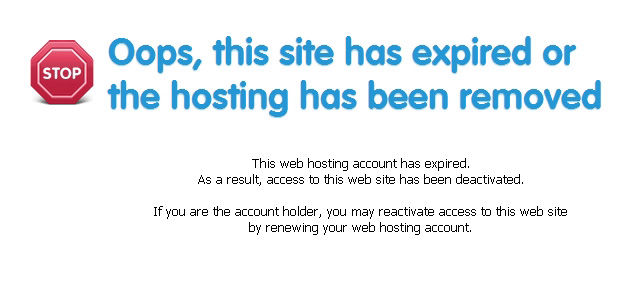 STOP
Oops, this site has expired or
the hosting has been removed
This web hosting account has expired.
As a result, access to this web site has been deactivated.
If you are the account holder, you may reactivate access to this web site
by renewing your web hosting account.